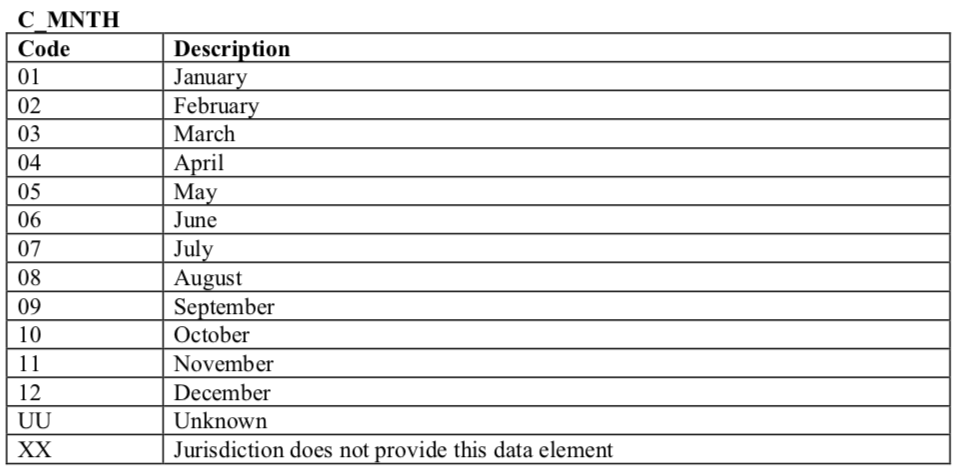 C_MNTH
Code Description
01 January
02 February
03 March
04 April
05 May
06 June
07 July
08 August
09 September
10 October
11 November
12 December
UU Unknown
XX Jurisdiction does not provide this data element